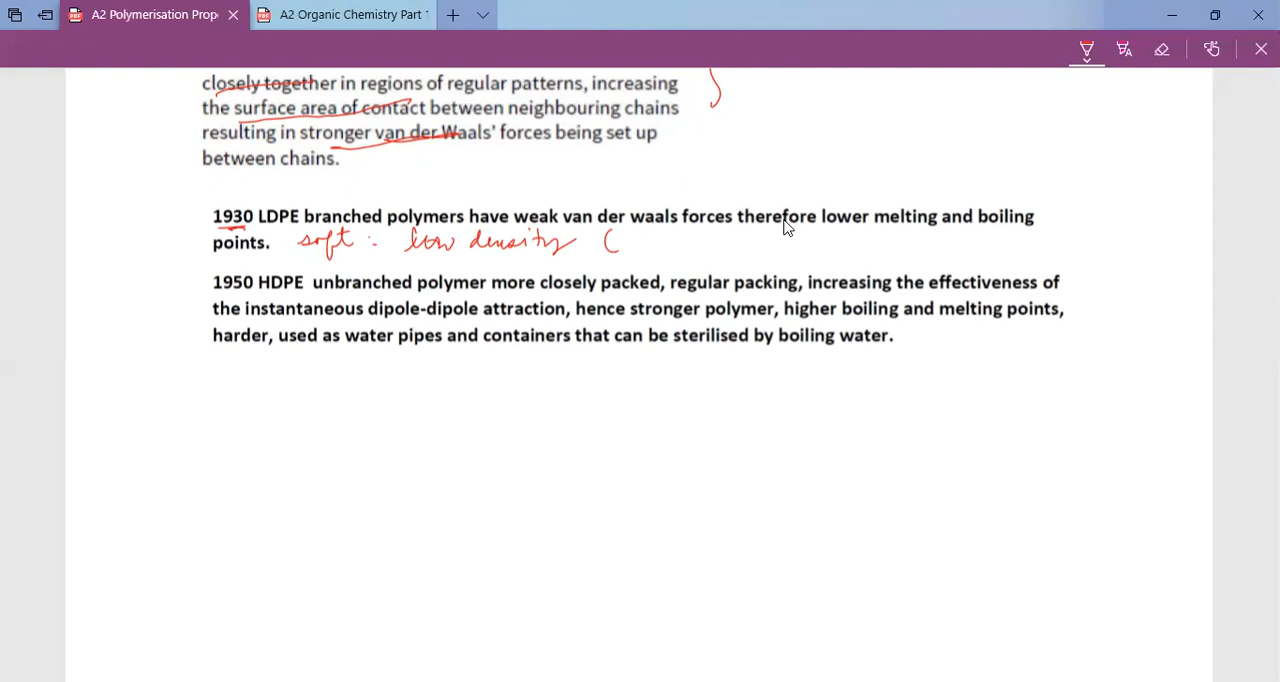 A2 Polymerisation Prop
A2 Organic Chemistry Part 1
closely together in regions of regular patterns, increasing
the surface area of contact between neighbouring chains
resulting in stronger van der Waals' forces being set up
between chains.
1930 LDPE branched polymers have weak van der waals forces therefore lower melting and boiling
points. soft : low density (
1950 HDPE unbranched polymer more closely packed, regular packing, increasing the effectiveness of
the instantaneous dipole-dipole attraction, hence stronger polymer, higher boiling and melting points,
harder, used as water pipes and containers that can be sterilised by boiling water.